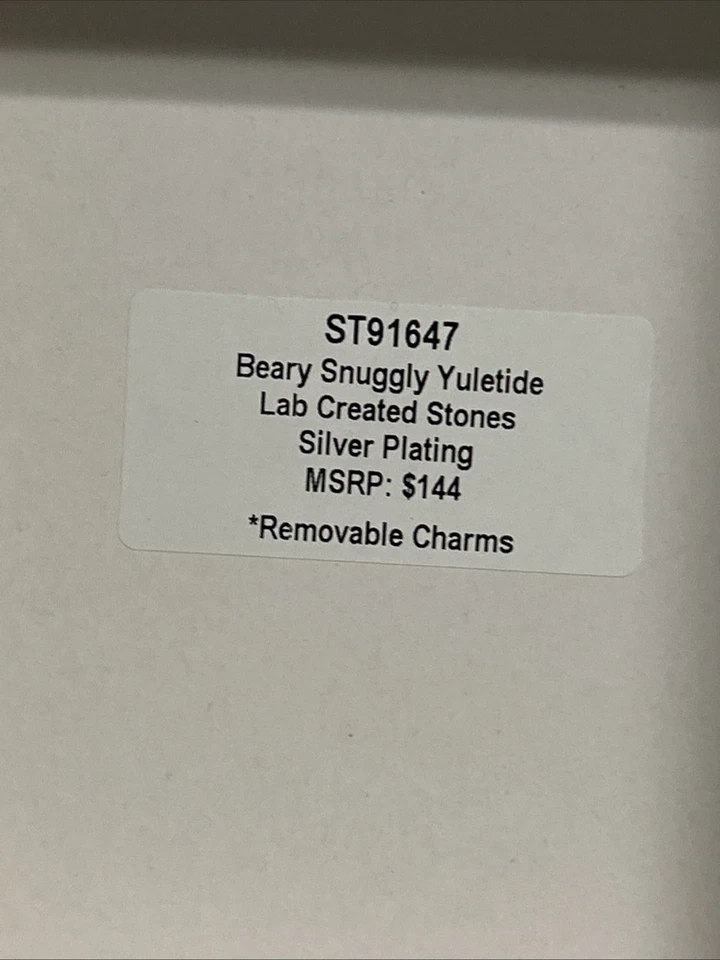 ST91647
Beary Snuggly Yuletide
Lab Created Stones
Silver Plating
MSRP: $144
*Removable Charms